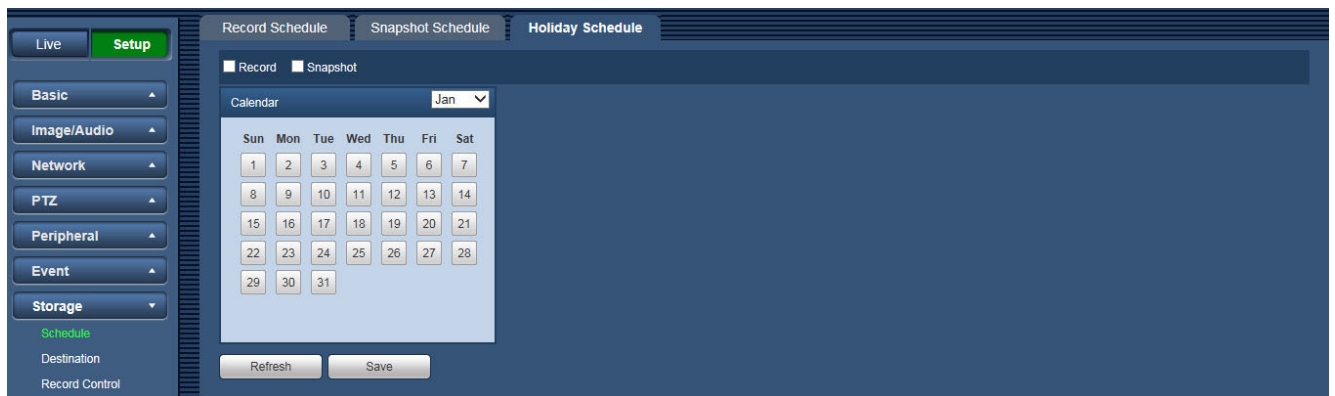 Live Setup
Basic
Image/Audio
Network
PTZ
Peripheral
Event
Storage
Schedule
Destination
Record Control
Record Schedule Snapshot Schedule Holiday Schedule
Record Snapshot
Calendar Jan
Sun Mon Tue Wed Thu Fri Sat
1 2 3 4 5 6 7
8 9 10 11 12 13 14
15 16 17 18 19 20 21
22 23 24 25 26 27 28
29 30 31
Refresh Save